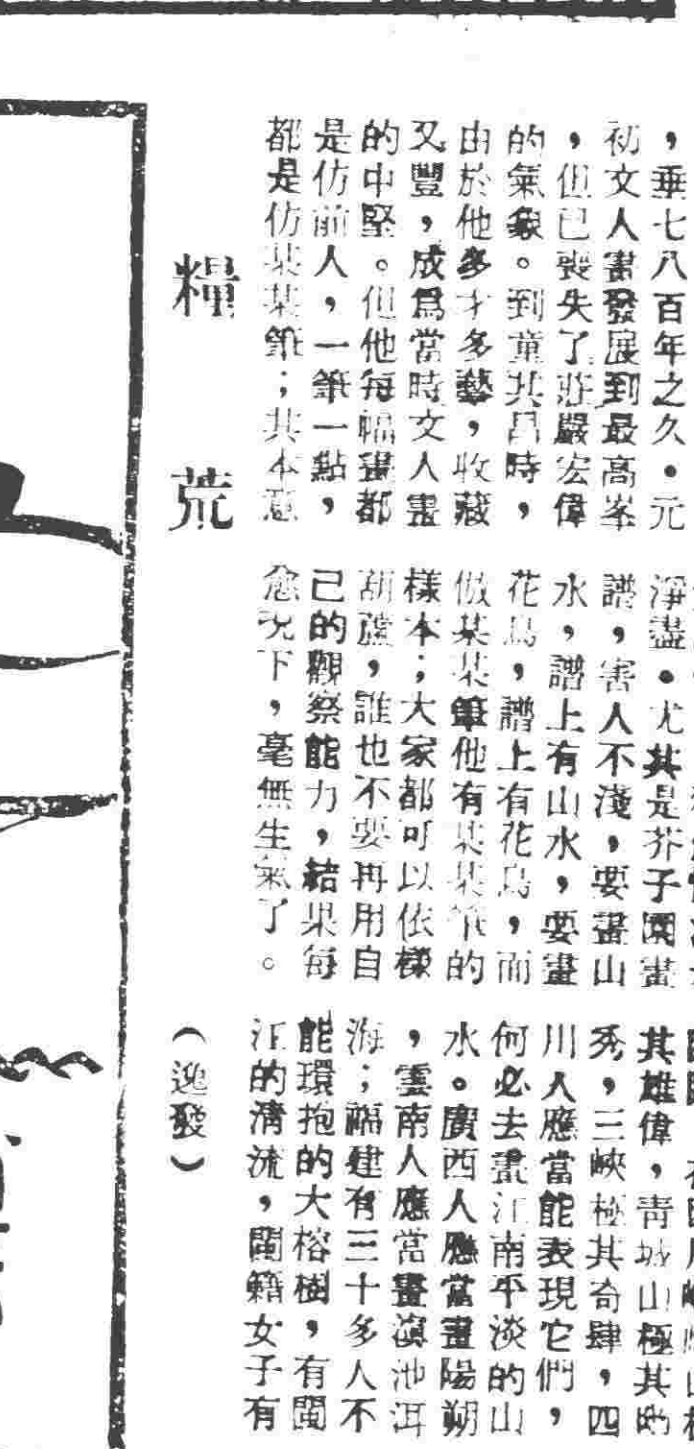 ，垂七八百年之久。元
初文人畫發展到最高峯
，但已喪失了莊嚴宏偉
的氣象。到董其昌時，
由於他多才多藝，收藏
又豐，成爲當時文人畫
的中堅。但他每幅畫都
是仿前人，一筆一點，
都是仿某某筆；其本意
淨盡。尤其是芥子園畫
譜，害人不淺，要畫山
水，譜上有山水，要畫
花鳥，譜上有花鳥，而
倣某某筆他有某某筆的
樣本；大家都可以依樣
葫蘆，誰也不要再用自
己的觀察能力，結果每
愈況下，毫無生氣了。
其雄偉，靑城山極其
秀，三峽極其奇肆，四
川人應當能表現它們，
何必去畫江南平淡的山
水。廣西人應當畫陽朔
，雲南人應當畫滇池洱
海；福建有三十多人不
能環抱的大榕樹，有閩
江的淸流，閩籍女子有
（逸發）
糧荒